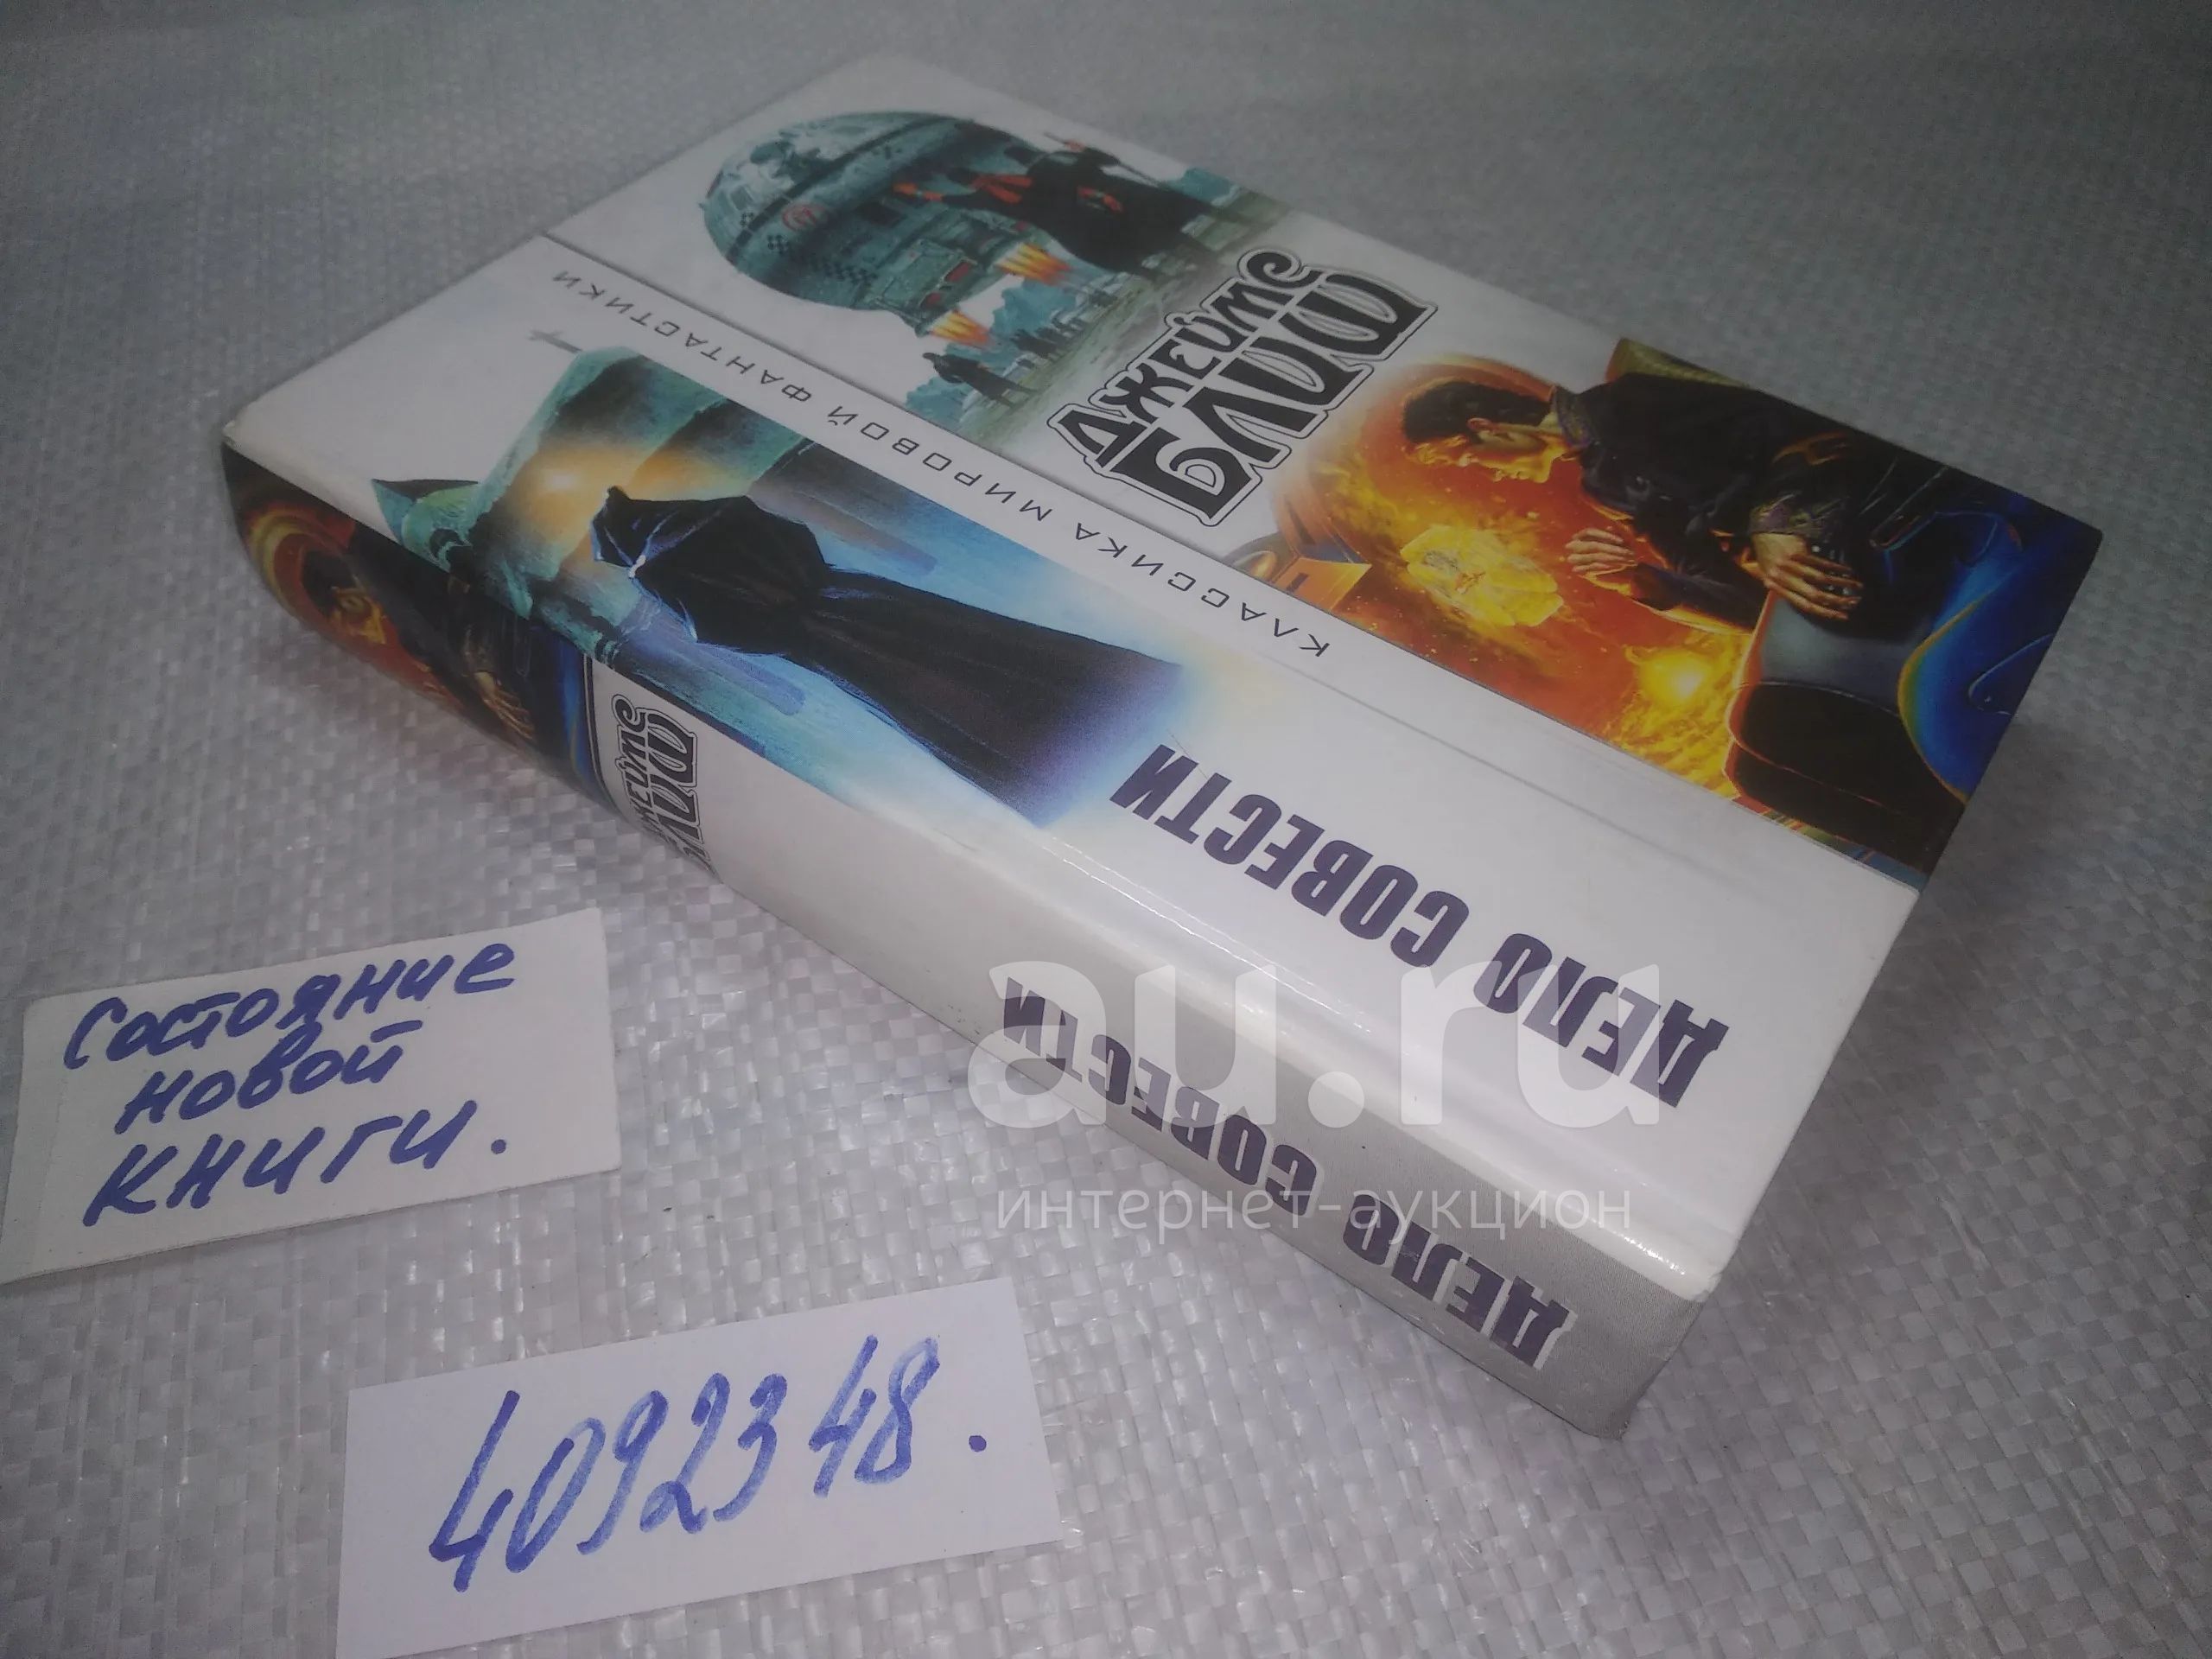 ДЖЕЙМС
БЛИШ
КЛАССИКА МИРОВОЙ ФАНТАСТИКИ
ДЕЛО СОВЕСТИ
ДЖЕЙМС
БЛИШ
ДЕЛО СОВЕСТИ
au.ru
интернет-аукцион
Состояние
новой
книги.
4092348.